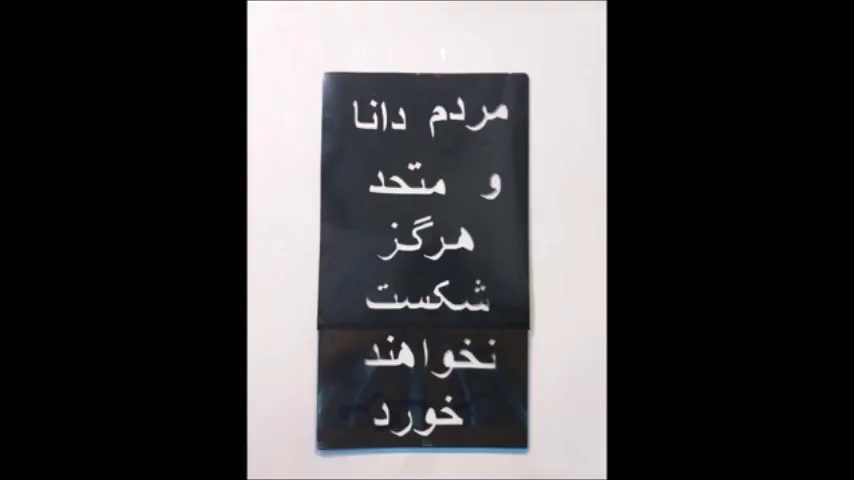 مردم دانا
و متحد
هرگز
شکست
نخواهند
خورد